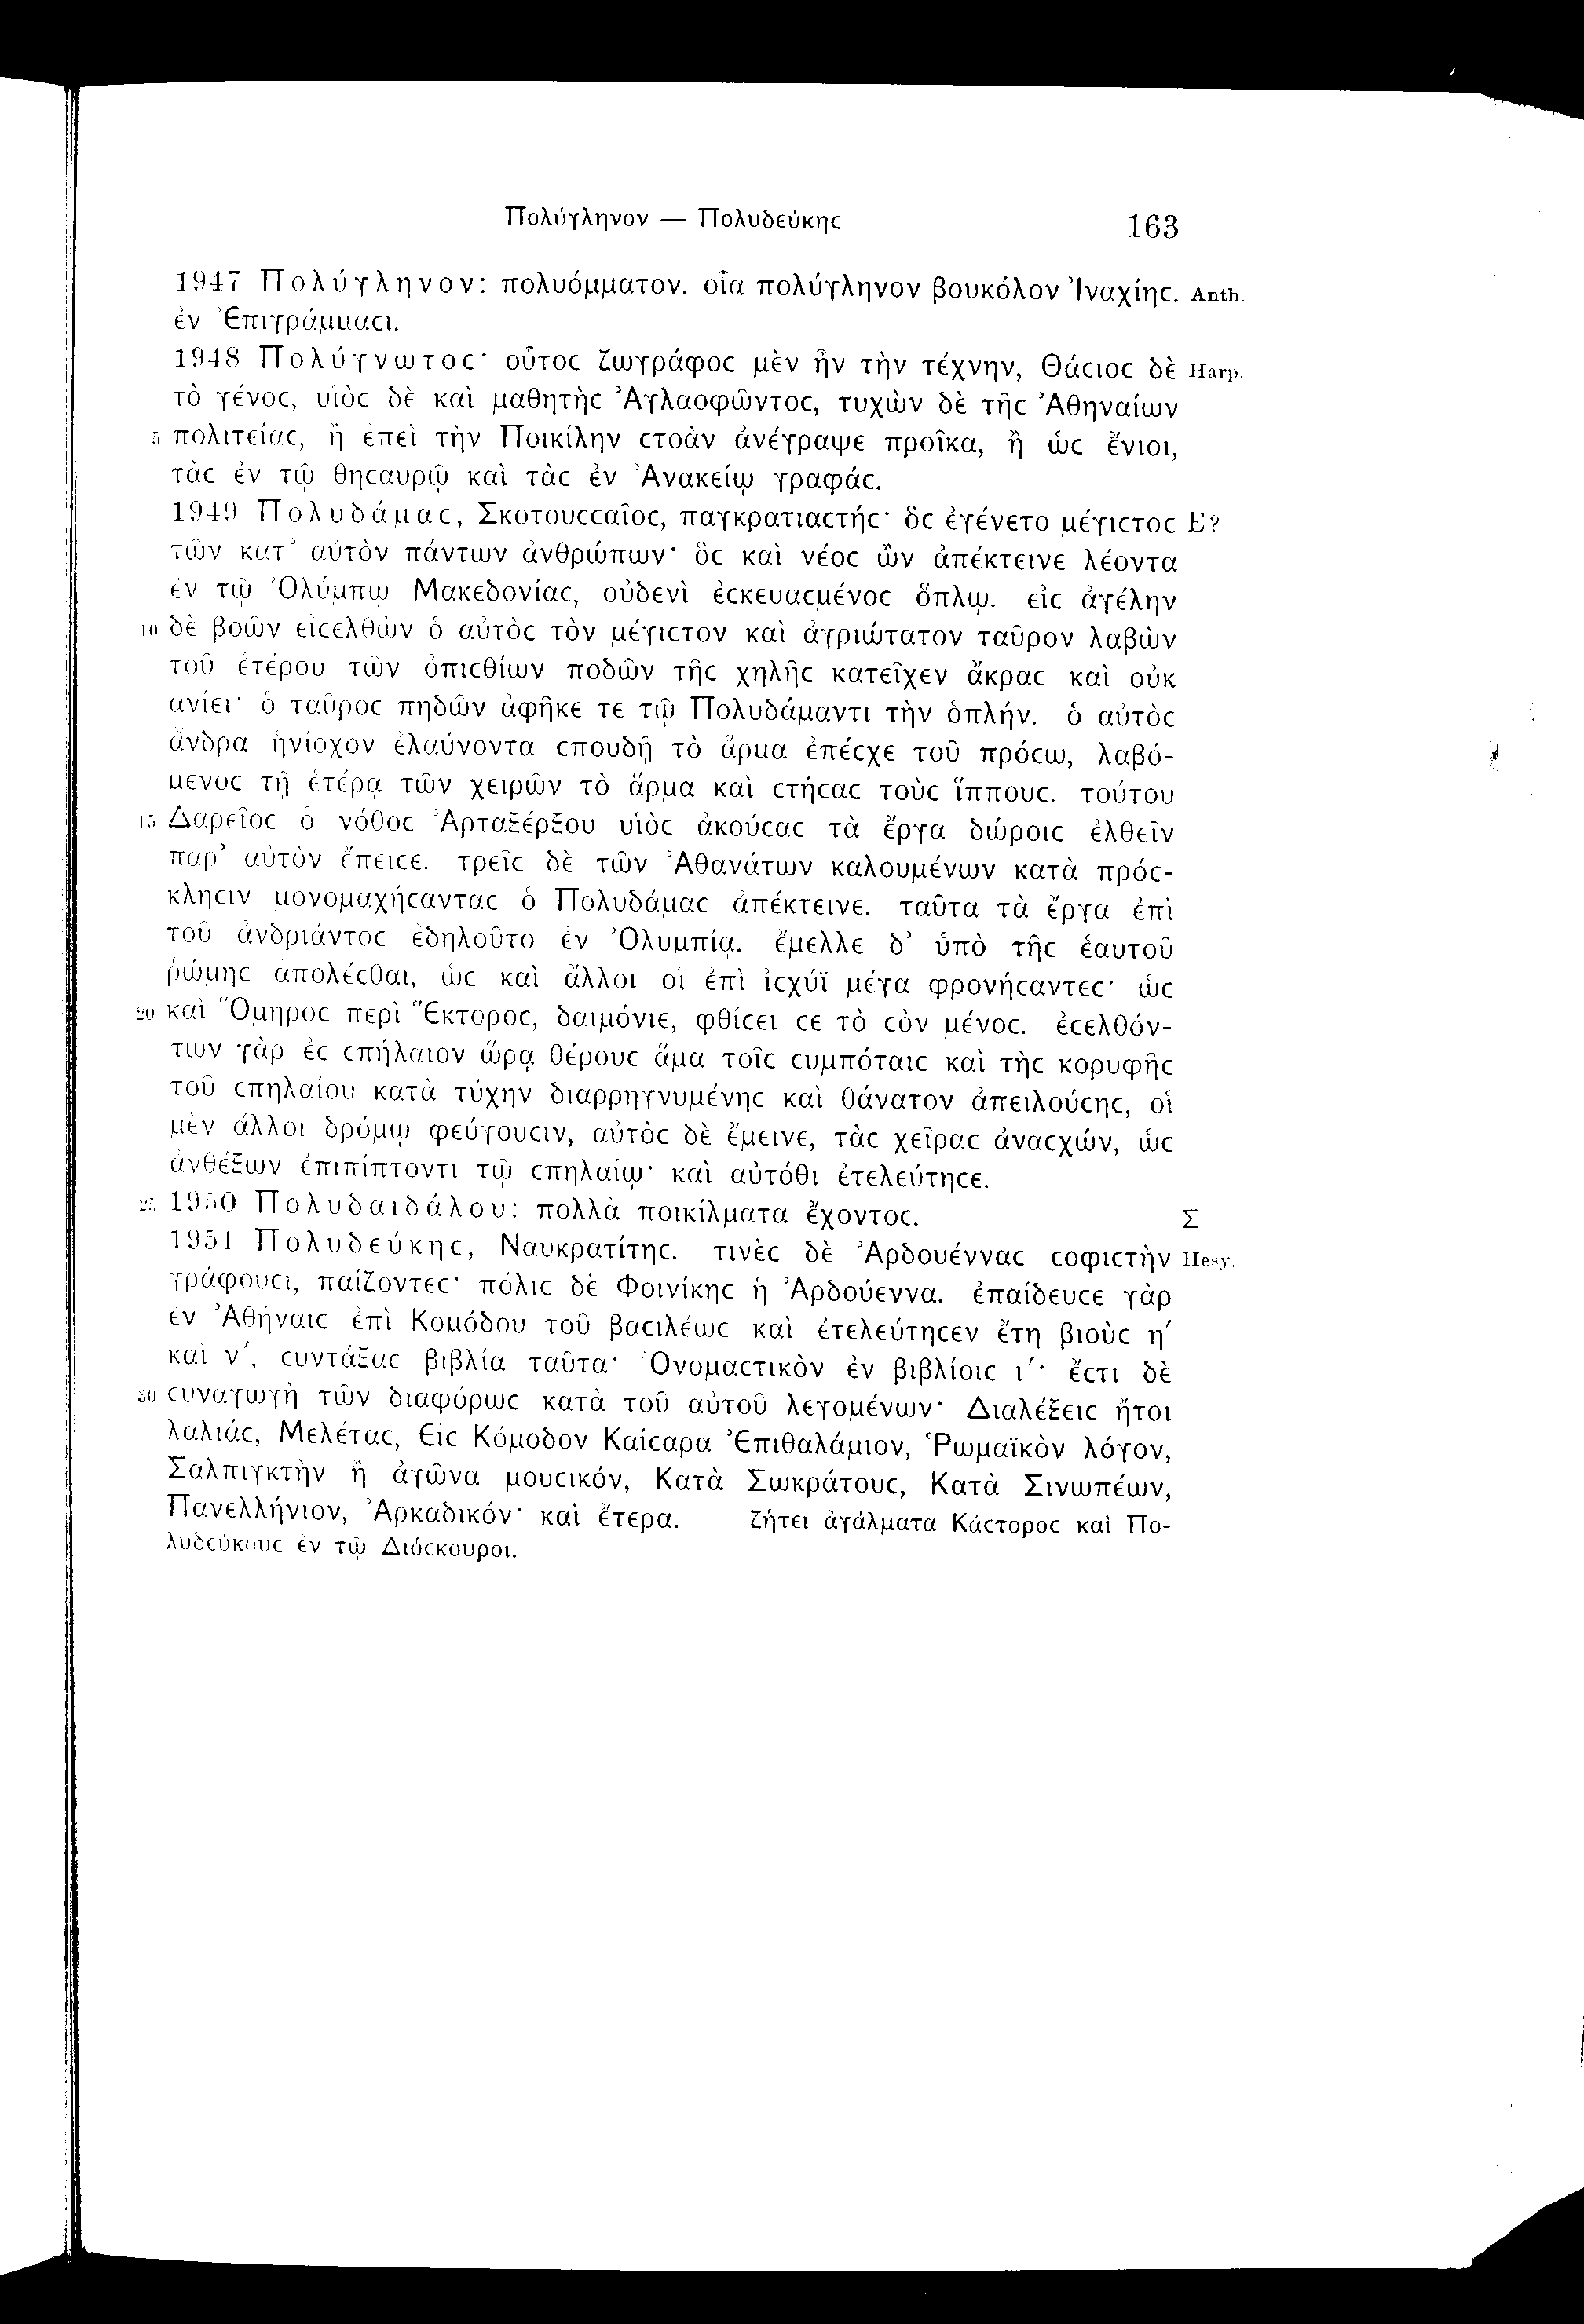 Πολύγληνον — Πολυδεύκηϲ 163
1947 Πολύγληνον: πολυόμματον. οἷα πολύγληνον βουκόλον Ἰναχίηϲ. Anth.
ἐν Ἐπιγράμμαϲι.
1948 Πολύγνωτοϲ· οὗτοϲ ζωγράφοϲ μὲν ἦν τὴν τέχνην, Θάϲιοϲ δὲ Harp.
τὸ γένοϲ, υἱὸϲ δὲ καὶ μαθητὴϲ Ἀγλαοφῶντοϲ, τυχὼν δὲ τῆϲ Ἀθηναίων
5 πολιτείαϲ, ἢ ἐπεὶ τὴν Ποικίλην ϲτοὰν ἀνέγραψε προῖκα, ἢ ὡϲ ἔνιοι,
τὰϲ ἐν τῷ θηϲαυρῷ καὶ τὰϲ ἐν Ἀνακείῳ γραφάϲ.
1949 Πολυδάμαϲ, Σκοτουϲϲαῖοϲ, παγκρατιαϲτήϲ· ὃϲ ἐγένετο μέγιϲτοϲ E?
τῶν κατ᾽ αὐτὸν πάντων ἀνθρώπων· ὃϲ καὶ νέοϲ ὢν ἀπέκτεινε λέοντα
ἐν τῷ Ὀλύμπῳ Μακεδονίαϲ, οὐδενὶ ἐϲκευαϲμένοϲ ὅπλῳ. εἰϲ ἀγέλην
10 δὲ βοῶν εἰϲελθὼν ὁ αὐτὸϲ τὸν μέγιϲτον καὶ ἀγριώτατον ταῦρον λαβὼν
τοῦ ἑτέρου τῶν ὀπιϲθίων ποδῶν τῆϲ χηλῆϲ κατεῖχεν ἄκραϲ καὶ οὐκ
ἀνίει· ὁ ταῦροϲ πηδῶν ἀφῆκε τε τῷ Πολυδάμαντι τὴν ὁπλήν. ὁ αὐτὸϲ
ἄνδρα ἡνίοχον ἐλαύνοντα ϲπουδῇ τὸ ἅρμα ἐπέϲχε τοῦ πρόϲω, λαβό-
μενοϲ τῇ ἑτέρᾳ τῶν χειρῶν τὸ ἅρμα καὶ ϲτήϲαϲ τοὺϲ ἵππουϲ. τούτου
15 Δαρεῖοϲ ὁ νόθοϲ Ἀρταξέρξου υἱὸϲ ἀκούϲαϲ τὰ ἔργα δώροιϲ ἐλθεῖν
παρ᾽ αὐτὸν ἔπειϲε. τρεῖϲ δὲ τῶν Ἀθανάτων καλουμένων κατὰ πρόϲ-
κληϲιν μονομαχήϲανταϲ ὁ Πολυδάμαϲ ἀπέκτεινε. ταῦτα τὰ ἔργα ἐπὶ
τοῦ ἀνδριάντοϲ ἐδηλοῦτο ἐν Ὀλυμπίᾳ. ἔμελλε δ᾽ ὑπὸ τῆϲ ἑαυτοῦ
ῥώμηϲ ἀπολέϲθαι, ὡϲ καὶ ἄλλοι οἱ ἐπὶ ἰϲχύϊ μέγα φρονήϲαντεϲ· ὡϲ
20 καὶ Ὅμηροϲ περὶ Ἕκτοροϲ, δαιμόνιε, φθίϲει ϲε τὸ ϲὸν μένοϲ. ἐϲελθόν-
των γὰρ ἐϲ ϲπήλαιον ὥρᾳ θέρουϲ ἅμα τοῖϲ ϲυμπόταιϲ καὶ τῆϲ κορυφῆϲ
τοῦ ϲπηλαίου κατὰ τύχην διαρρηγνυμένηϲ καὶ θάνατον ἀπειλούϲηϲ, οἱ
μὲν ἄλλοι δρόμῳ φεύγουϲιν, αὐτὸϲ δὲ ἔμεινε, τὰϲ χεῖραϲ ἀναϲχών, ὡϲ
ἀνθέξων ἐπιπίπτοντι τῷ ϲπηλαίῳ· καὶ αὐτόθι ἐτελεύτηϲε.
25 1950 Πολυδαιδάλου: πολλὰ ποικίλματα ἔχοντοϲ. Σ
1951 Πολυδεύκηϲ, Ναυκρατίτηϲ. τινὲϲ δὲ Ἀρδουένναϲ ϲοφιϲτὴν Hesy.
γράφουϲι, παίζοντεϲ· πόλιϲ δὲ Φοινίκηϲ ἡ Ἀρδούεννα. ἐπαίδευϲε γὰρ
ἐν Ἀθήναιϲ ἐπὶ Κομόδου τοῦ βαϲιλέωϲ καὶ ἐτελεύτηϲεν ἔτη βιοὺϲ η΄
καὶ ν΄, ϲυντάξαϲ βιβλία ταῦτα· Ὀνομαϲτικὸν ἐν βιβλίοιϲ ι΄· ἔϲτι δὲ
30 ϲυναγωγὴ τῶν διαφόρωϲ κατὰ τοῦ αὐτοῦ λεγομένων· Διαλέξειϲ ἤτοι
λαλιάϲ, Μελέταϲ, Εἰϲ Κόμοδον Καίϲαρα Ἐπιθαλάμιον, Ῥωμαϊκὸν λόγον,
Σαλπιγκτὴν ἢ ἀγῶνα μουϲικόν, Κατὰ Σωκράτουϲ, Κατὰ Σινωπέων,
Πανελλήνιον, Ἀρκαδικόν· καὶ ἕτερα. ζήτει ἀγάλματα Κάϲτοροϲ καὶ Πο-
λυδεύκουϲ ἐν τῷ Διόϲκουροι.